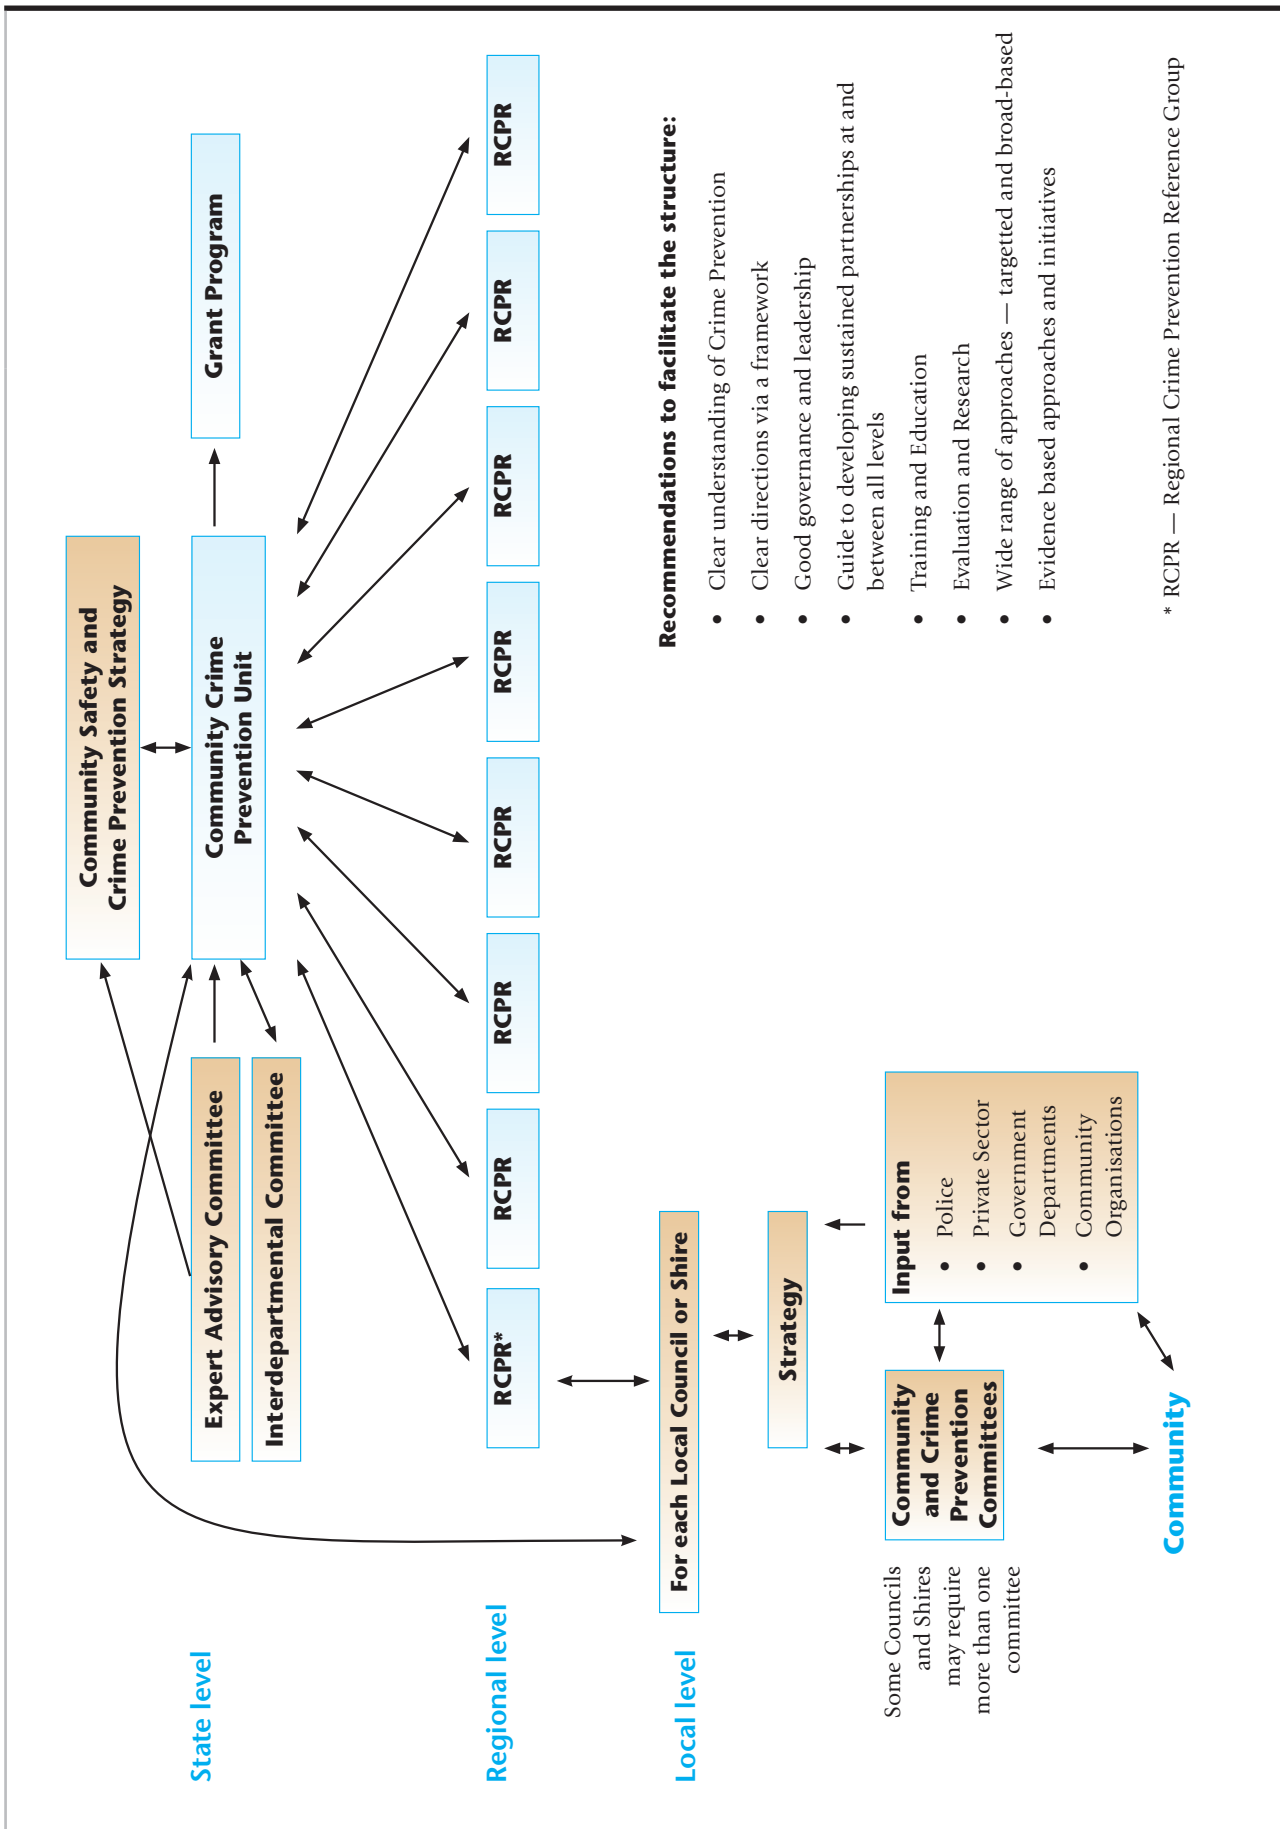 Community Safety and
Crime Prevention Strategy
State level
Expert Advisory Committee
Interdepartmental Committee
Community Crime
Prevention Unit
Grant Program
Regional level
RCPR*
RCPR
RCPR
RCPR
RCPR
RCPR
RCPR
RCPR
Local level
For each Local Council or Shire
Strategy
Some Councils
and Shires
may require
more than one
committee
Community
and Crime
Prevention
Committees
Input from
• Police
• Private Sector
• Government
Departments
• Community
Organisations
Community
Recommendations to facilitate the structure:
• Clear understanding of Crime Prevention
• Clear directions via a framework
• Good governance and leadership
• Guide to developing sustained partnerships at and
between all levels
• Training and Education
• Evaluation and Research
• Wide range of approaches — targetted and broad-based
• Evidence based approaches and initiatives
* RCPR — Regional Crime Prevention Reference Group